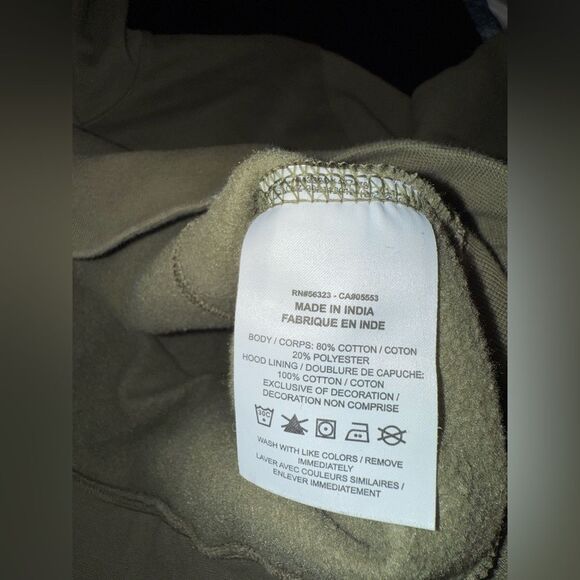 RN#56323 - CA#05553
MADE IN INDIA
FABRIQUE EN INDE
BODY / CORPS: 80% COTTON / COTON
20% POLYESTER
HOOD LINING / DOUBLURE DE CAPUCHE:
100% COTTON / COTON
EXCLUSIVE OF DECORATION /
DECORATION NON COMPRISE
30C
WASH WITH LIKE COLORS / REMOVE
IMMEDIATELY
LAVER AVEC COULEURS SIMILAIRES /
ENLEVER IMMEDIATEMENT